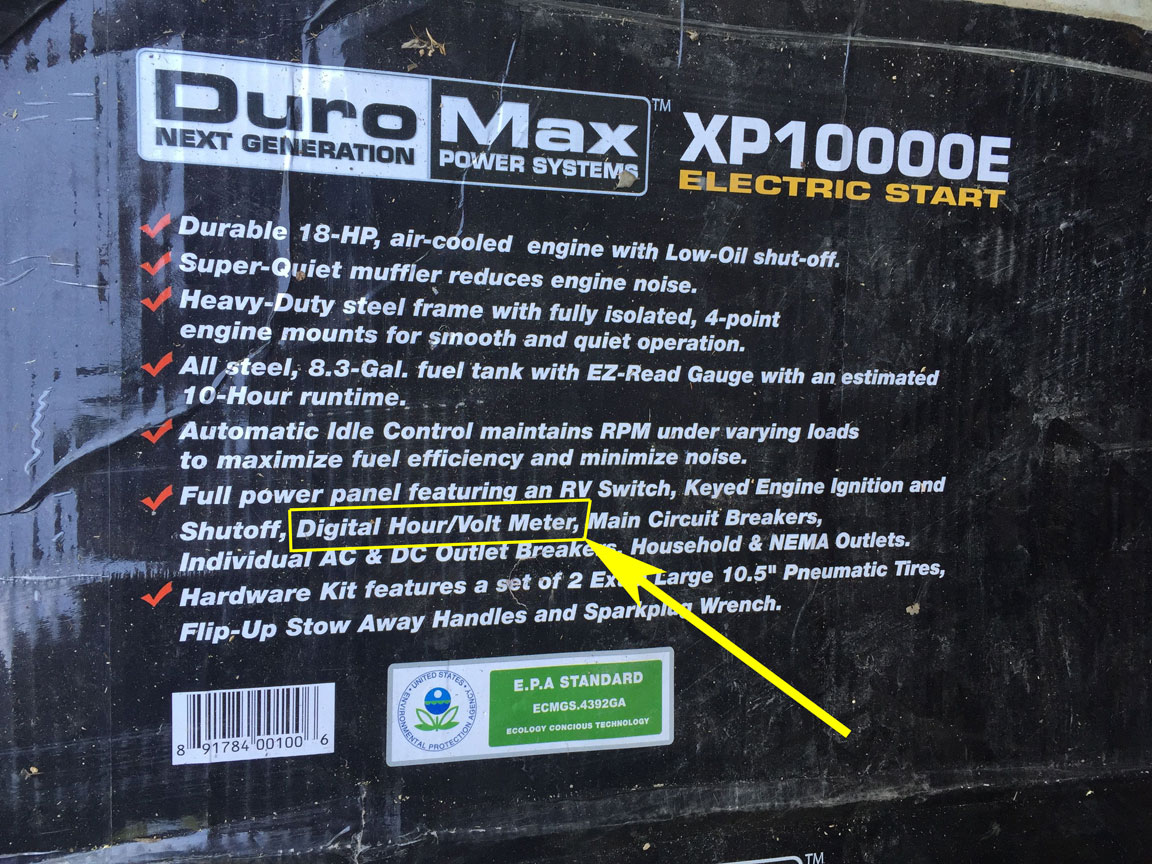 Duro Max™
NEXT GENERATION POWER SYSTEMS
XP10000E
ELECTRIC START
Durable 18-HP, air-cooled engine with Low-Oil shut-off.
Super-Quiet muffler reduces engine noise.
Heavy-Duty steel frame with fully isolated, 4-point
engine mounts for smooth and quiet operation.
All steel, 8.3-Gal. fuel tank with EZ-Read Gauge with an estimated
10-Hour runtime.
Automatic Idle Control maintains RPM under varying loads
to maximize fuel efficiency and minimize noise.
Full power panel featuring an RV Switch, Keyed Engine Ignition and
Shutoff, Digital Hour/Volt Meter, Main Circuit Breakers,
Individual AC & DC Outlet Breakers, Household & NEMA Outlets.
Hardware Kit features a set of 2 Extra Large 10.5" Pneumatic Tires,
Flip-Up Stow Away Handles and Sparkplug Wrench.
UNITED STATES
ENVIRONMENTAL PROTECTION AGENCY
E.P.A STANDARD
ECMGS.4392GA
ECOLOGY CONCIOUS TECHNOLOGY
8 91784 00100 6
TM